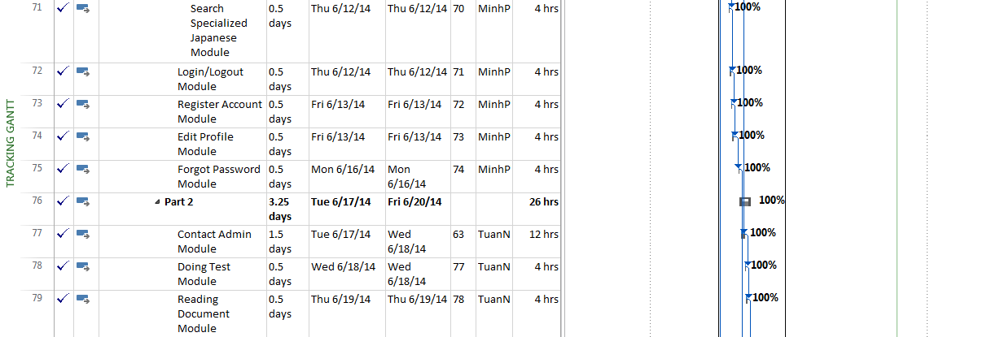 TRACKING GANTT
71 Search 0.5 Thu 6/12/14 Thu 6/12/14 70 MinhP 4 hrs 100%
Specialized days
Japanese
Module
72 Login/Logout 0.5 Thu 6/12/14 Thu 6/12/14 71 MinhP 4 hrs 100%
Module days
73 Register Account 0.5 Fri 6/13/14 Fri 6/13/14 72 MinhP 4 hrs 100%
Module days
74 Edit Profile 0.5 Fri 6/13/14 Fri 6/13/14 73 MinhP 4 hrs 100%
Module days
75 Forgot Password 0.5 Mon 6/16/14 Mon 74 MinhP 4 hrs 100%
Module days 6/16/14
76 Part 2 3.25 Tue 6/17/14 Fri 6/20/14 26 hrs 100%
days
77 Contact Admin 1.5 Tue 6/17/14 Wed 63 TuanN 12 hrs 100%
Module days 6/18/14
78 Doing Test 0.5 Wed 6/18/14 Wed 77 TuanN 4 hrs 100%
Module days 6/18/14
79 Reading 0.5 Thu 6/19/14 Thu 6/19/14 78 TuanN 4 hrs 100%
Document days
Module